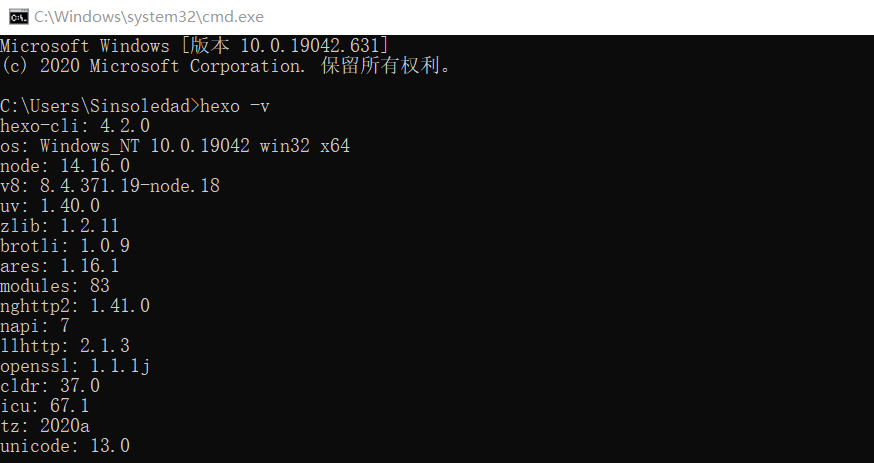 C:\Windows\system32\cmd.exe
Microsoft Windows [版本 10.0.19042.631]
(c) 2020 Microsoft Corporation. 保留所有权利。
C:\Users\Sinsoledad>hexo -v
hexo-cli: 4.2.0
os: Windows_NT 10.0.19042 win32 x64
node: 14.16.0
v8: 8.4.371.19-node.18
uv: 1.40.0
zlib: 1.2.11
brotli: 1.0.9
ares: 1.16.1
modules: 83
nghttp2: 1.41.0
napi: 7
llhttp: 2.1.3
openssl: 1.1.1j
cldr: 37.0
icu: 67.1
tz: 2020a
unicode: 13.0